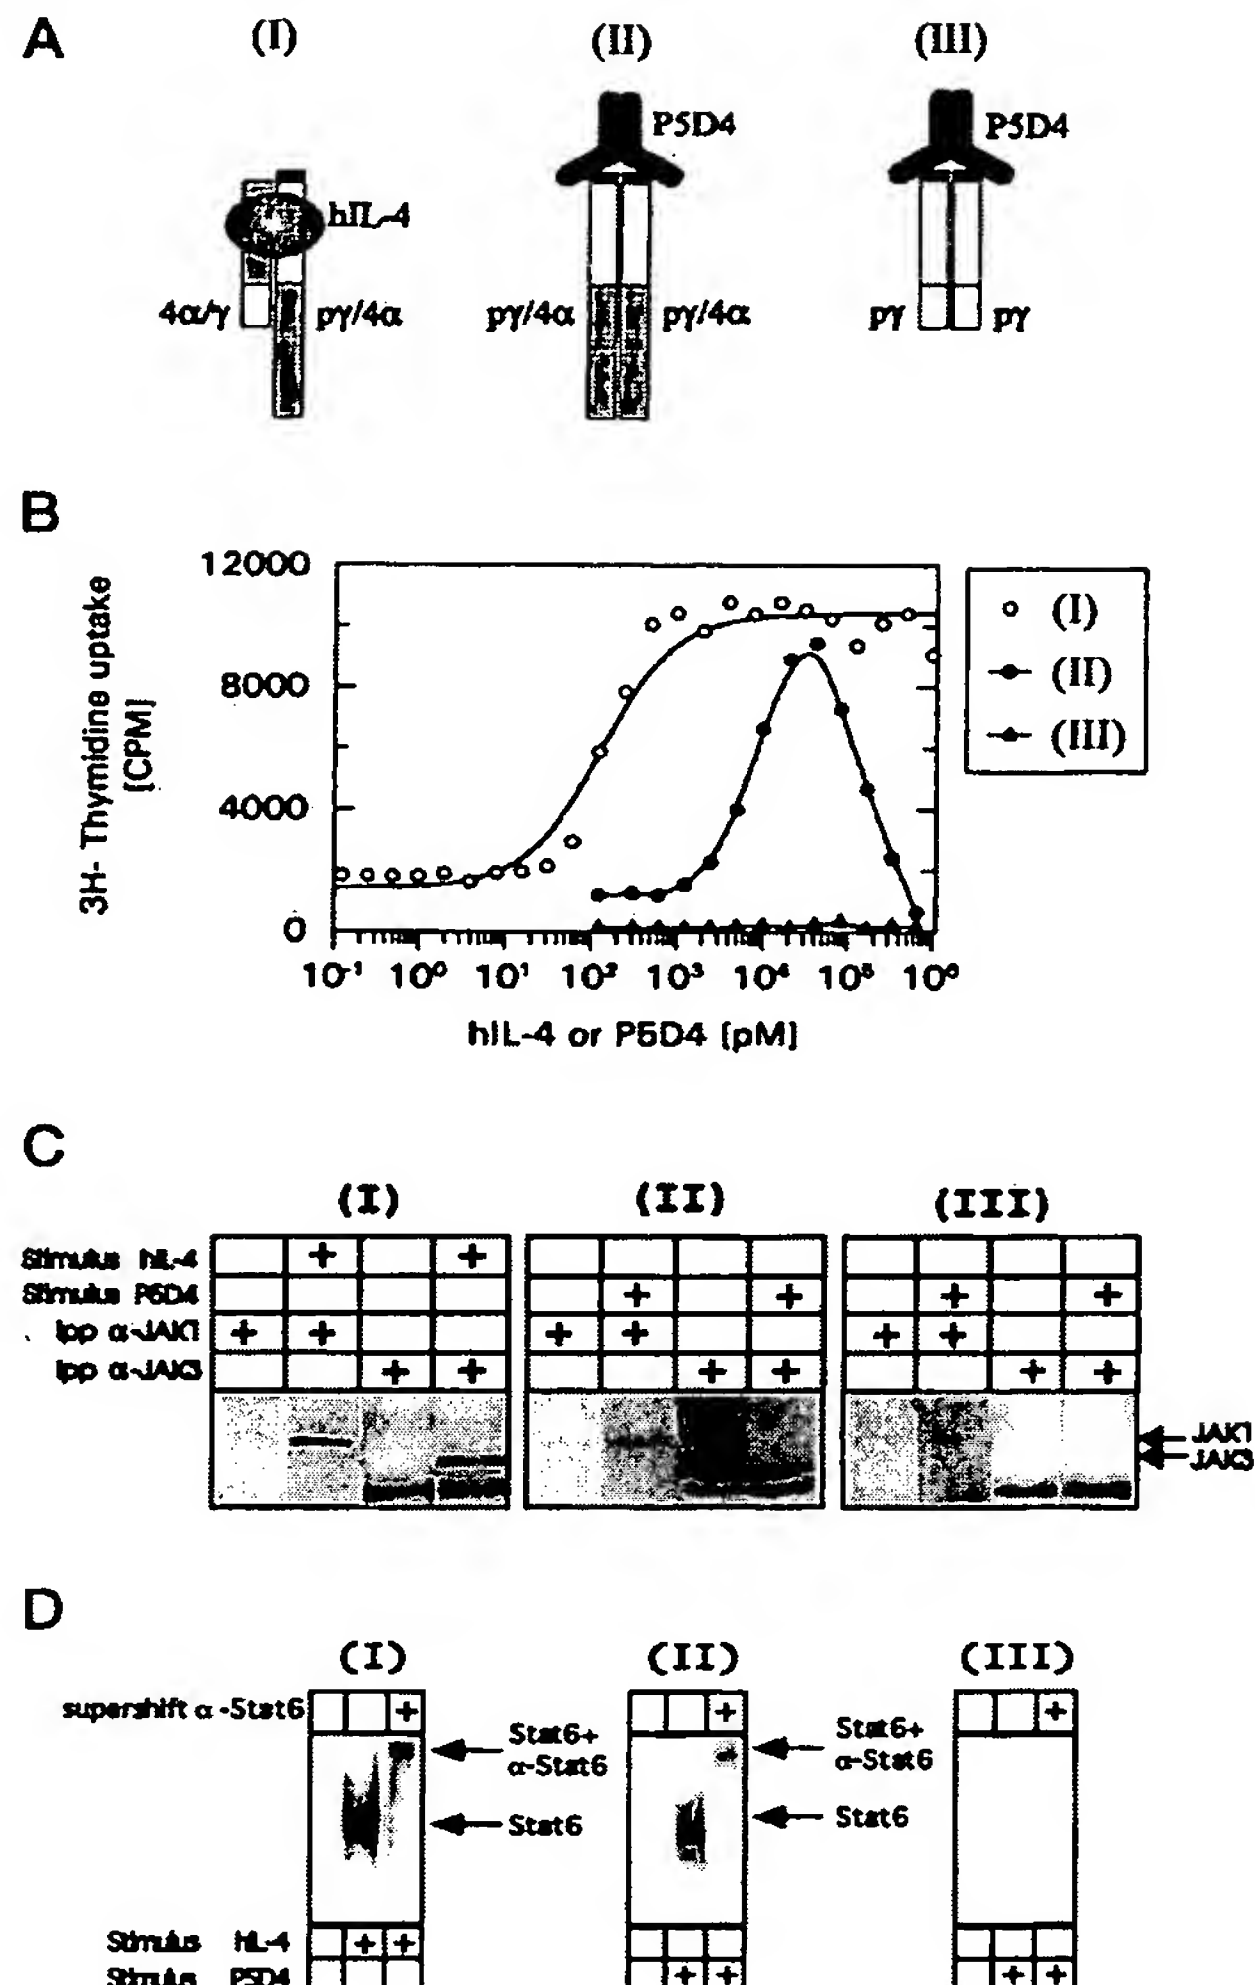 A (I) (II) (III)
P5D4 P5D4
hIL-4
4α/γ pγ/4α pγ/4α pγ/4α pγ pγ
B
12000
8000
4000
0
3H- Thymidine uptake
[CPM]
(I)
(II)
(III)
10⁻¹ 10⁰ 10¹ 10² 10³ 10⁴ 10⁵ 10⁶
hIL-4 or P5D4 [pM]
C
(I) (II) (III)
Stimulus hIL-4 + +
Stimulus P5D4 + + + +
Ipp α-JAK1 + + + + + +
Ipp α-JAK3 + + + + + +
JAK1
JAK3
D
(I) (II) (III)
supershift α-Stat6 + + +
Stat6+
α-Stat6
Stat6+
α-Stat6
Stat6 Stat6
Stimulus hIL-4 + +
Stimulus P5D4 + + + +